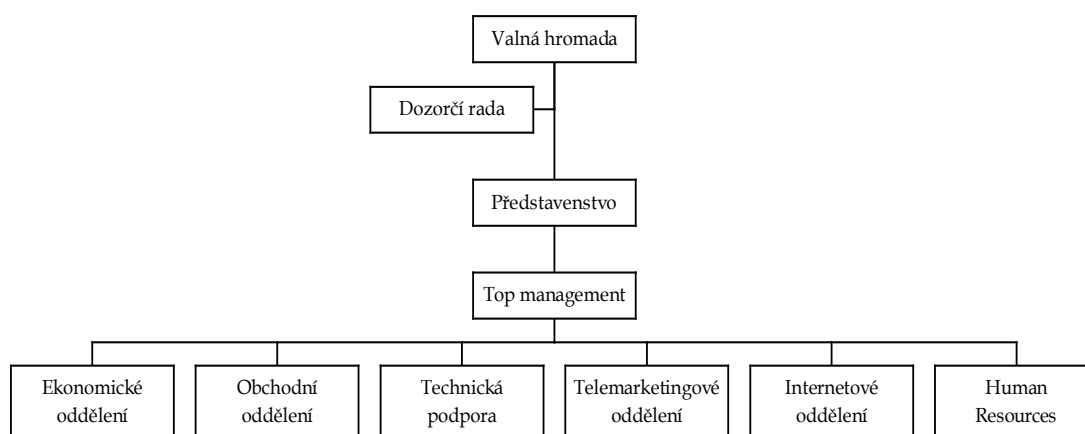 Valná hromada
Dozorčí rada
Představenstvo
Top management
Ekonomické
oddělení
Obchodní
oddělení
Technická
podpora
Telemarketingové
oddělení
Internetové
oddělení
Human
Resources